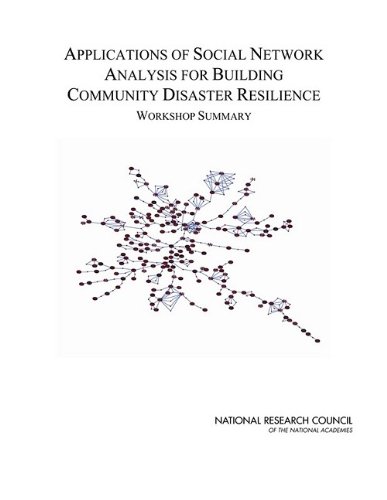 APPLICATIONS OF SOCIAL NETWORK
ANALYSIS FOR BUILDING
COMMUNITY DISASTER RESILIENCE
WORKSHOP SUMMARY
NATIONAL RESEARCH COUNCIL
OF THE NATIONAL ACADEMIES